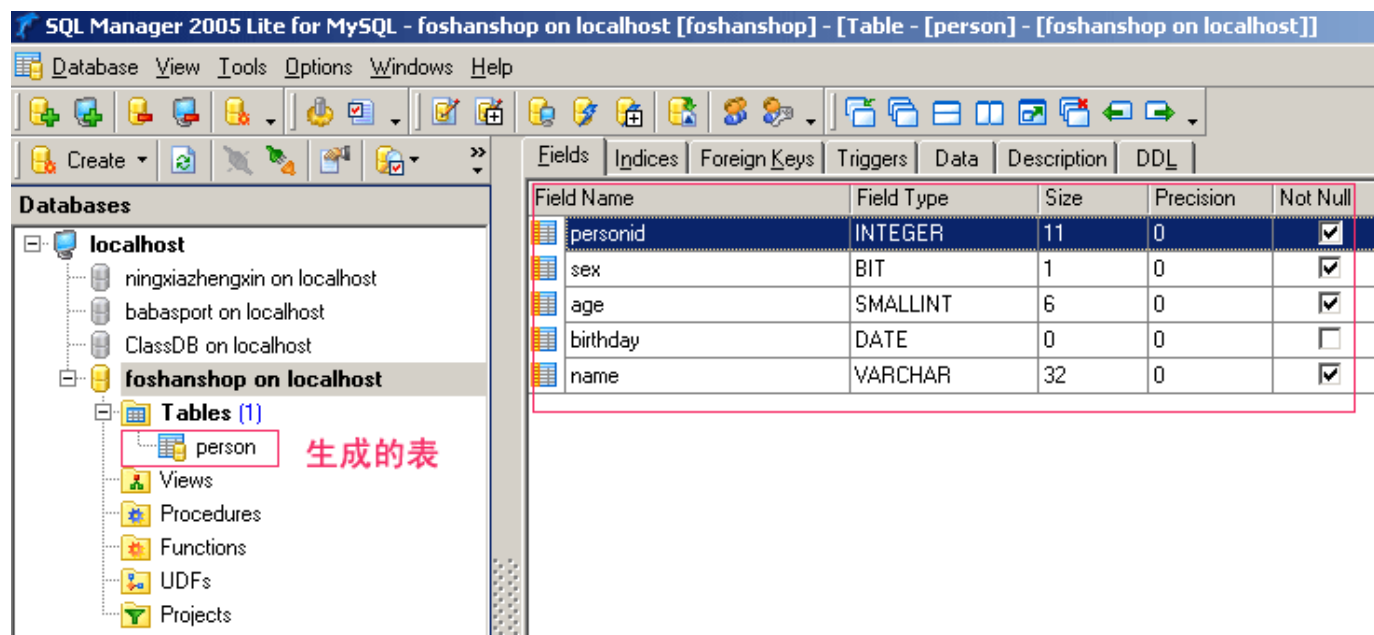 SQL Manager 2005 Lite for MySQL - foshanshop on localhost [foshanshop] - [Table - [person] - [foshanshop on localhost]]
Database View Tools Options Windows Help
Create
Fields Indices Foreign Keys Triggers Data Description DDL
Databases
localhost
ningxiazhengxin on localhost
babasport on localhost
ClassDB on localhost
foshanshop on localhost
Tables (1)
person 生成的表
Views
Procedures
Functions
UDFs
Projects
Field Name Field Type Size Precision Not Null
personid INTEGER 11 0
sex BIT 1 0
age SMALLINT 6 0
birthday DATE 0 0
name VARCHAR 32 0